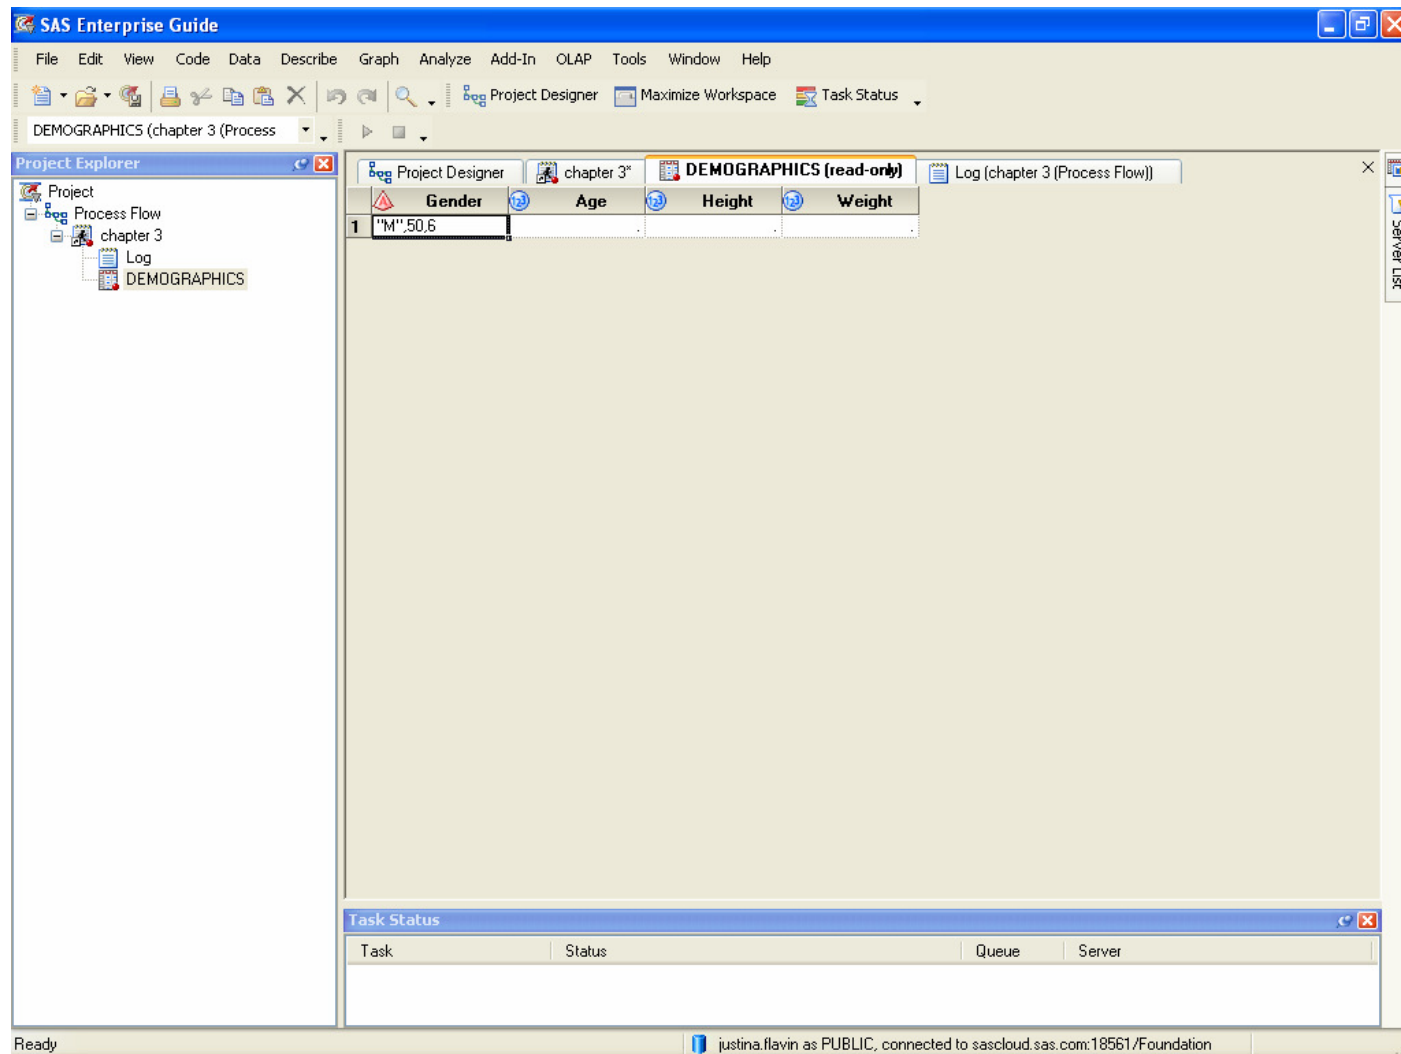 SAS Enterprise Guide
File Edit View Code Data Describe Graph Analyze Add-In OLAP Tools Window Help
Project Designer Maximize Workspace Task Status
DEMOGRAPHICS (chapter 3 (Process
Project Explorer
Project
Process Flow
chapter 3
Log
DEMOGRAPHICS
Project Designer chapter 3* DEMOGRAPHICS (read-only) Log (chapter 3 (Process Flow))
Gender Age Height Weight
1 "M",50,6 . . .
Server List
Task Status
Task Status Queue Server
Ready justina.flavin as PUBLIC, connected to sascloud.sas.com:18561/Foundation